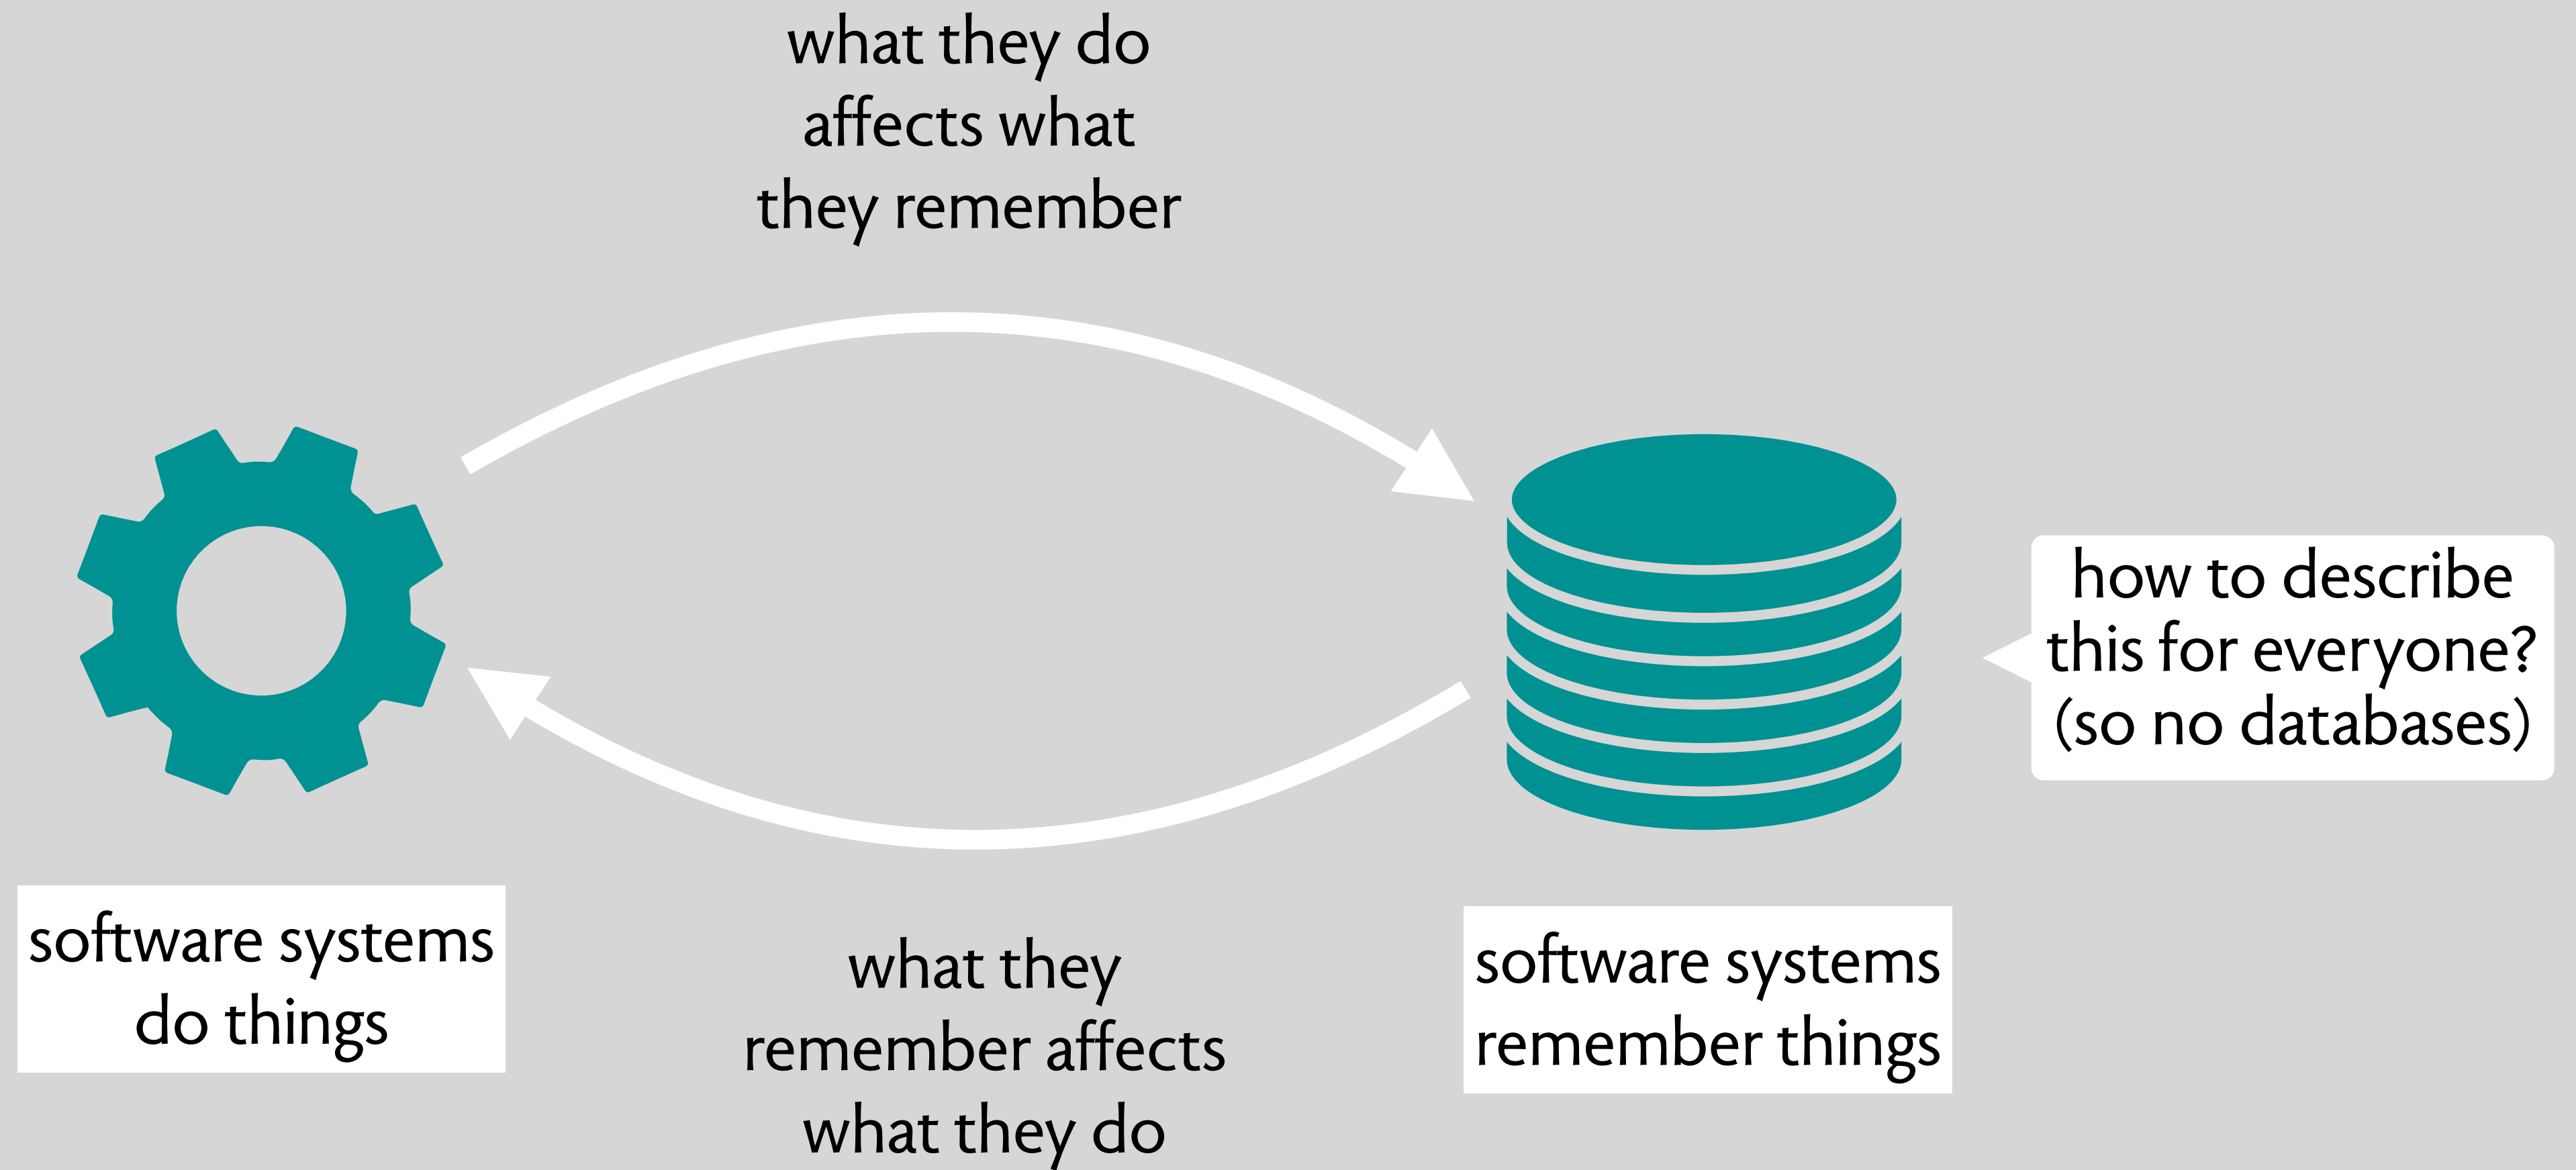 what they do
affects what
they remember
how to describe
this for everyone?
(so no databases)
software systems
do things
what they
remember affects
what they do
software systems
remember things